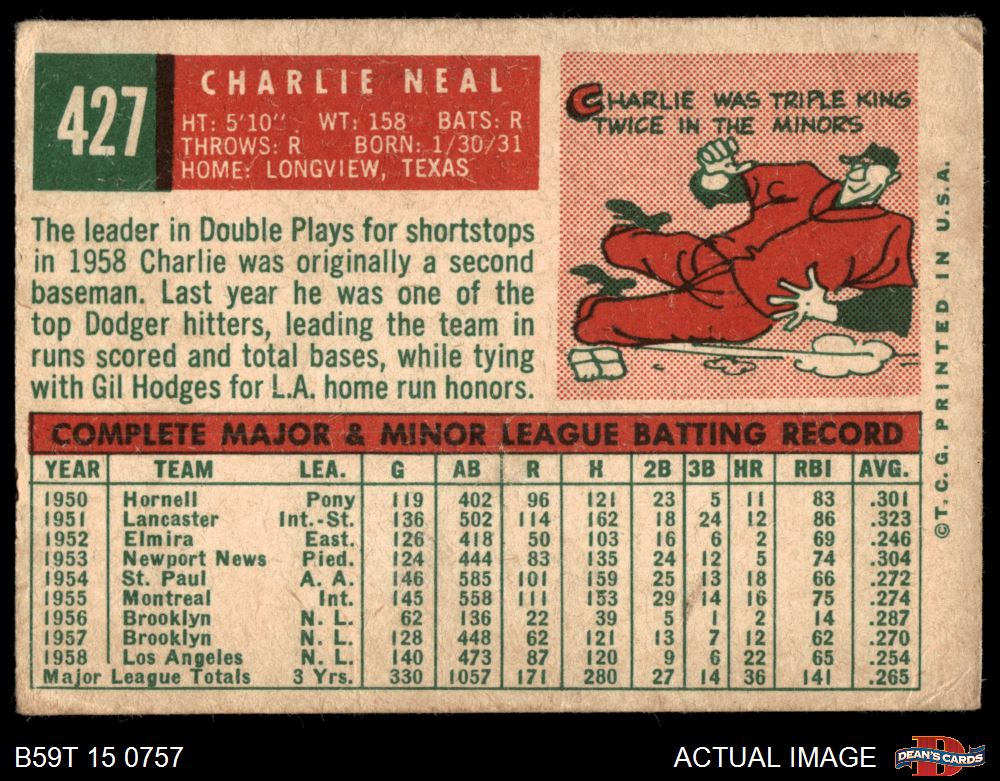 427
CHARLIE NEAL
HT: 5'10" WT: 158 BATS: R
THROWS: R BORN: 1/30/31
HOME: LONGVIEW, TEXAS
CHARLIE WAS TRIPLE KING
TWICE IN THE MINORS
The leader in Double Plays for shortstops
in 1958 Charlie was originally a second
baseman. Last year he was one of the
top Dodger hitters, leading the team in
runs scored and total bases, while tying
with Gil Hodges for L.A. home run honors.
©T.C.G. PRINTED IN U.S.A.
COMPLETE MAJOR & MINOR LEAGUE BATTING RECORD
YEAR TEAM LEA. G AB R H 2B 3B HR RBI AVG.
1950 Hornell Pony 119 402 96 121 23 5 11 83 .301
1951 Lancaster Int.-St. 136 502 114 162 18 24 12 86 .323
1952 Elmira East. 126 418 50 103 16 6 2 69 .246
1953 Newport News Pied. 124 444 83 135 24 12 5 74 .304
1954 St. Paul A. A. 146 585 101 159 25 13 18 66 .272
1955 Montreal Int. 145 558 111 153 29 14 16 75 .274
1956 Brooklyn N. L. 62 136 22 39 5 1 2 14 .287
1957 Brooklyn N. L. 128 448 62 121 13 7 12 62 .270
1958 Los Angeles N. L. 140 473 87 120 9 6 22 65 .254
Major League Totals 3 Yrs. 330 1057 171 280 27 14 36 141 .265
B59T 15 0757
ACTUAL IMAGE
D
DEAN'S CARDS